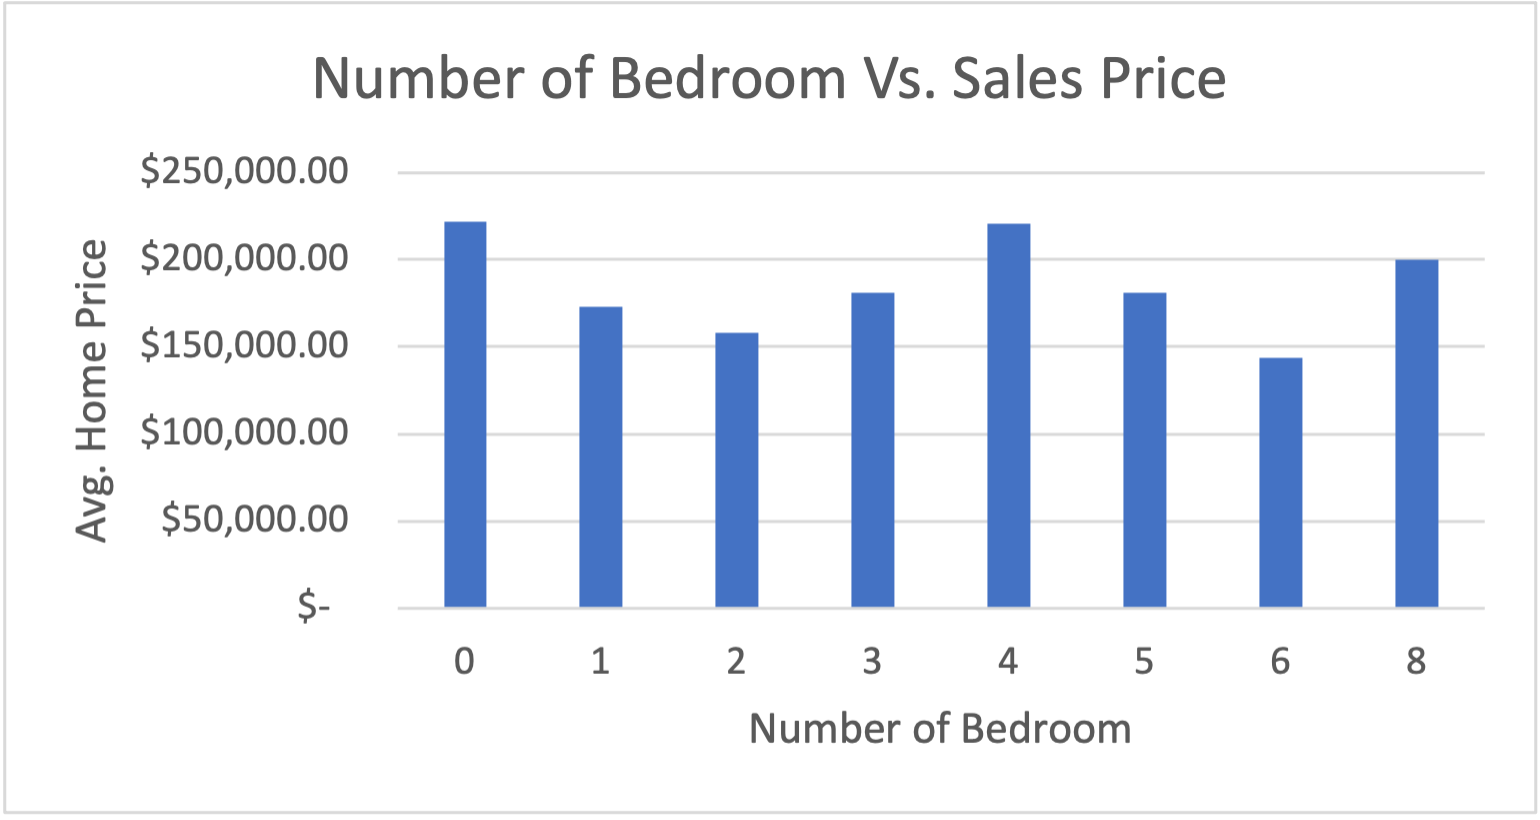 Number of Bedroom Vs. Sales Price
Avg. Home Price
$250,000.00
$200,000.00
$150,000.00
$100,000.00
$50,000.00
$-
0 1 2 3 4 5 6 8
Number of Bedroom